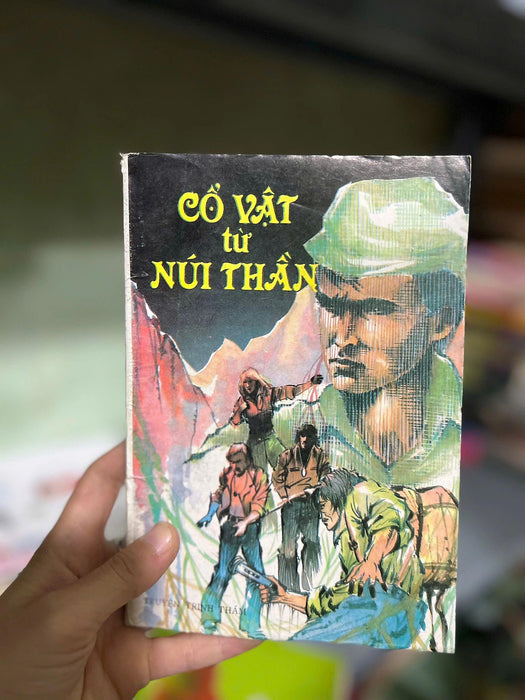 CỔ VẬT
từ
NÚI THẦN
TRUYỆN TRINH THÁM